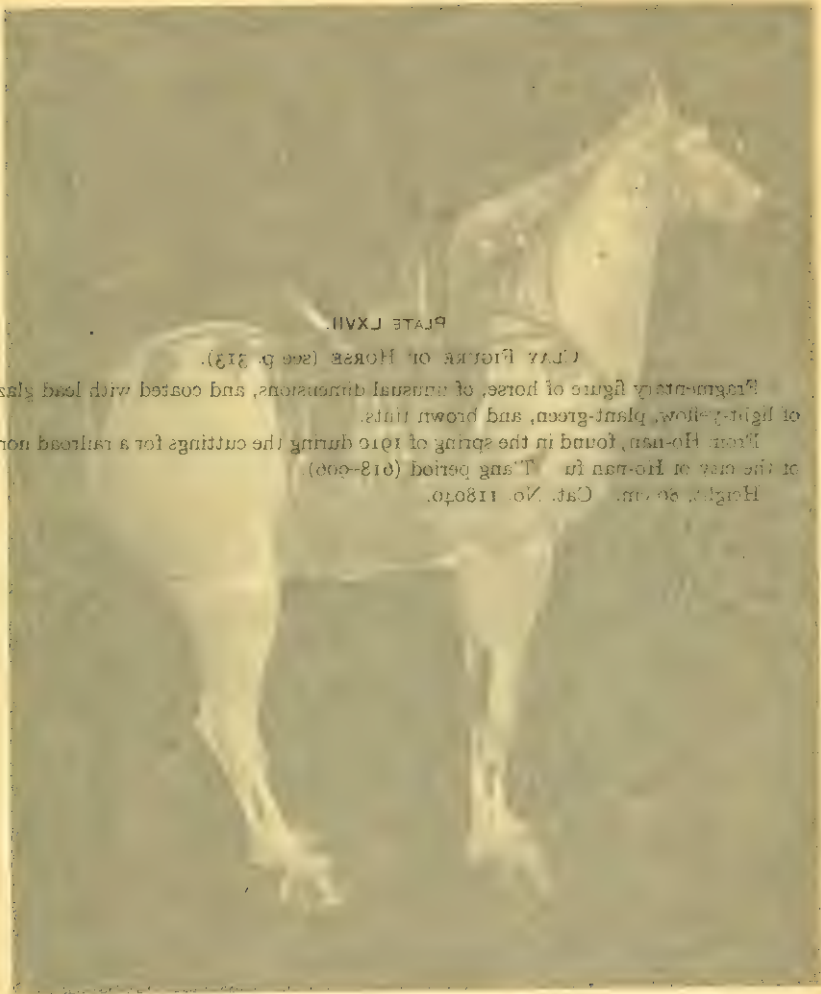 PLATE LXVII.
CLAY FIGURE OF HORSE (see p. 313).
Fragmentary figure of horse, of unusual dimensions, and coated with lead glaz
of light-yellow, plant-green, and brown tints.
From Ho-nan, found in the spring of 1910 during the cuttings for a railroad nor
of the city of Ho-nan fu. T'ang period (618-906).
Height, cm. Cat. No. 118040.